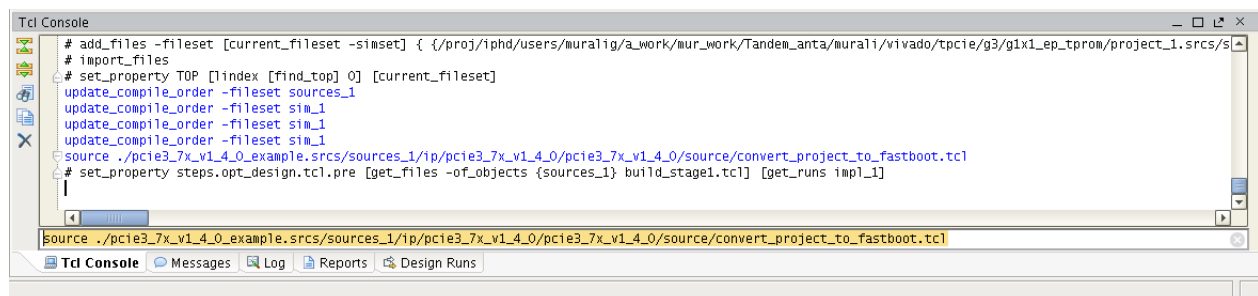 Tcl Console
# add_files -fileset [current_fileset -simset] { {/proj/iphd/users/muralig/a_work/mur_work/Tandem_anta/murali/vivado/tpcie/g3/g1x1_ep_tprom/project_1.srcs/s
# import_files
# set_property TOP [lindex [find_top] 0] [current_fileset]
update_compile_order -fileset sources_1
update_compile_order -fileset sim_1
update_compile_order -fileset sim_1
update_compile_order -fileset sim_1
source ./pcie3_7x_v1_4_0_example.srcs/sources_1/ip/pcie3_7x_v1_4_0/pcie3_7x_v1_4_0/source/convert_project_to_fastboot.tcl
# set_property steps.opt_design.tcl.pre [get_files -of_objects {sources_1} build_stage1.tcl] [get_runs impl_1]
source ./pcie3_7x_v1_4_0_example.srcs/sources_1/ip/pcie3_7x_v1_4_0/pcie3_7x_v1_4_0/source/convert_project_to_fastboot.tcl
Tcl Console Messages Log Reports Design Runs